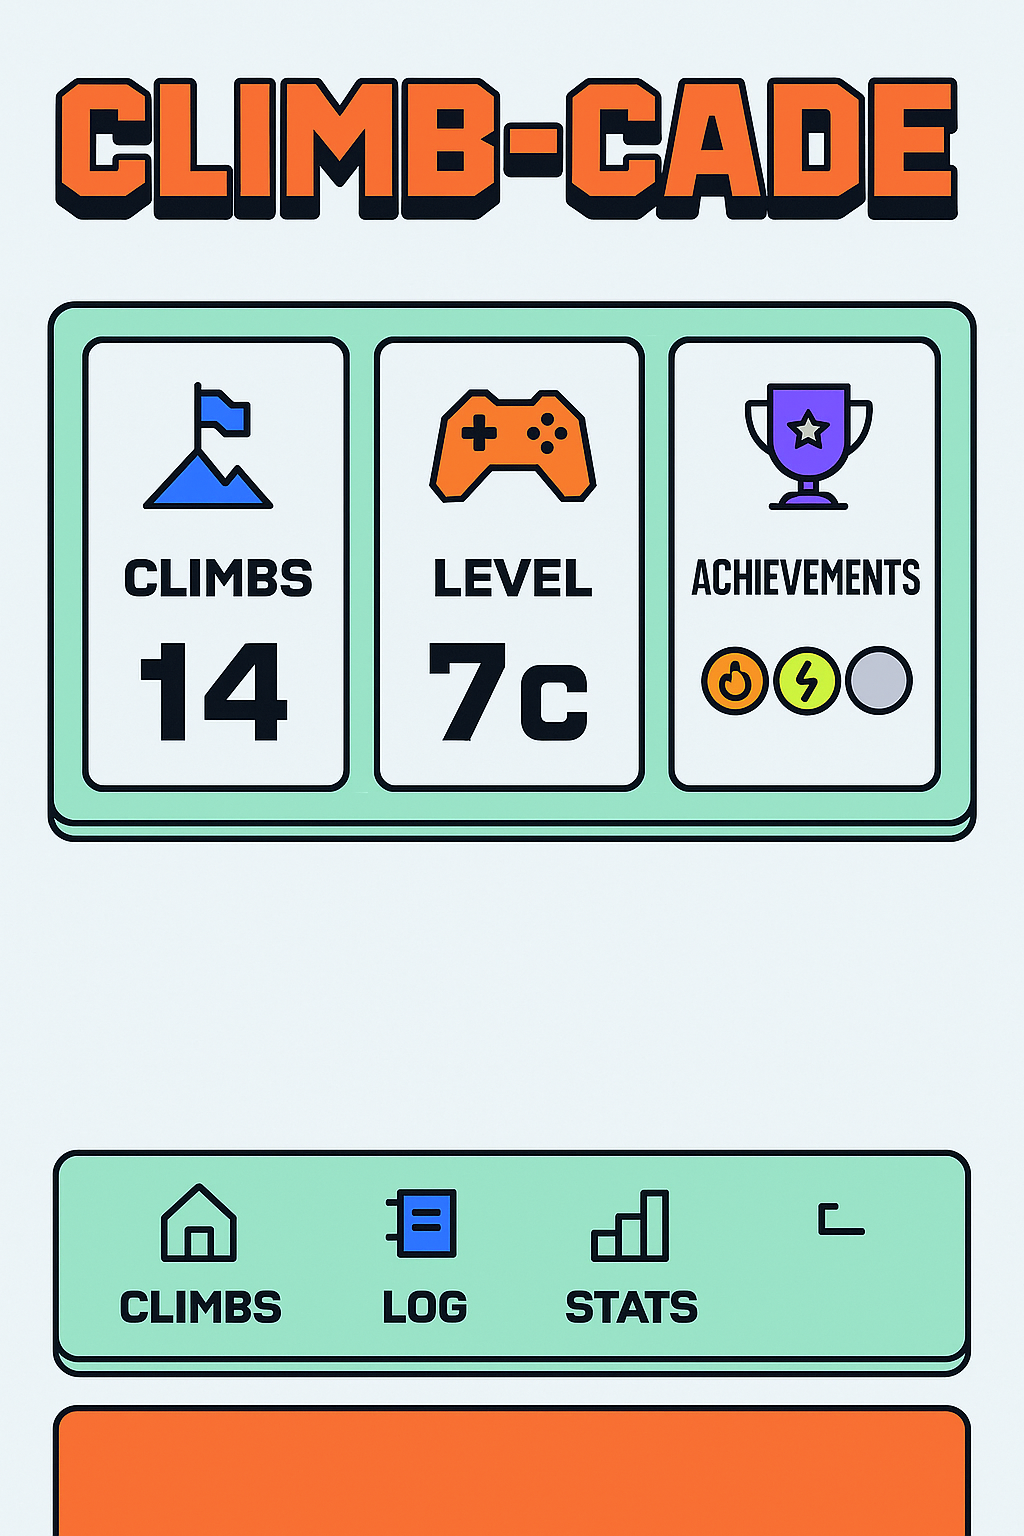 CLIMB-CADE
CLIMBS
LEVEL
ACHIEVEMENTS
14
7c
CLIMBS
LOG
STATS